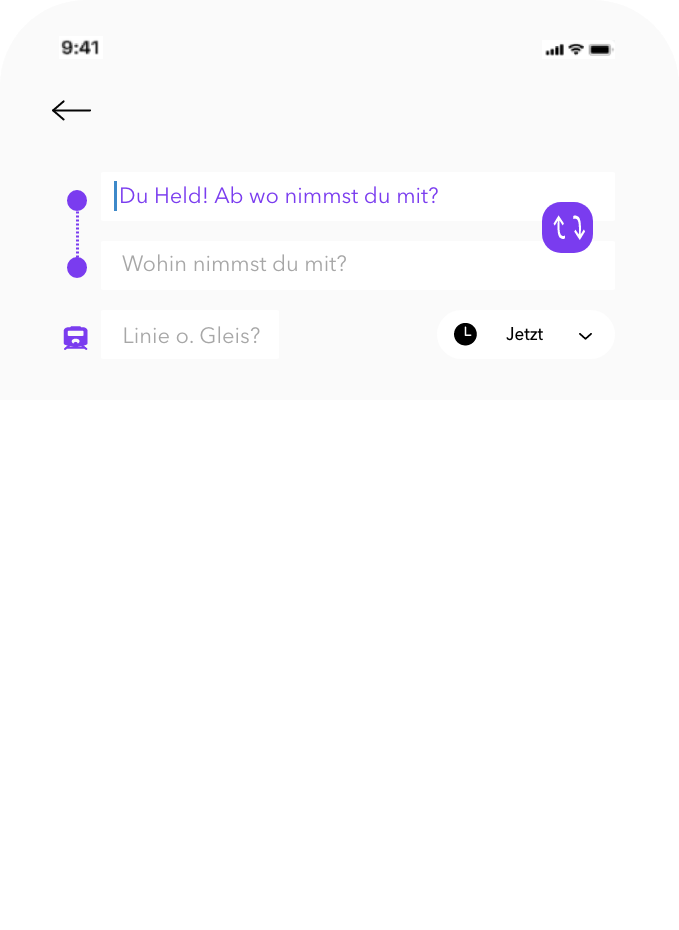 9:41
Du Held! Ab wo nimmst du mit?
Wohin nimmst du mit?
Linie o. Gleis?
Jetzt